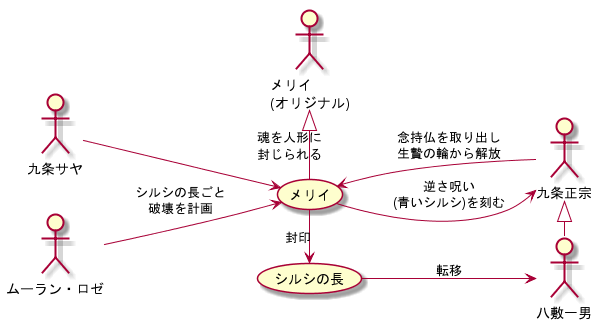 メリイ
(オリジナル)
魂を人形に
封じられる
九条サヤ
シルシの長ごと
破壊を計画
ムーラン・ロゼ
メリイ
念持仏を取り出し
生贄の輪から解放
九条正宗
逆さ呪い
(青いシルシ)を刻む
封印
シルシの長
転移
八敷一男